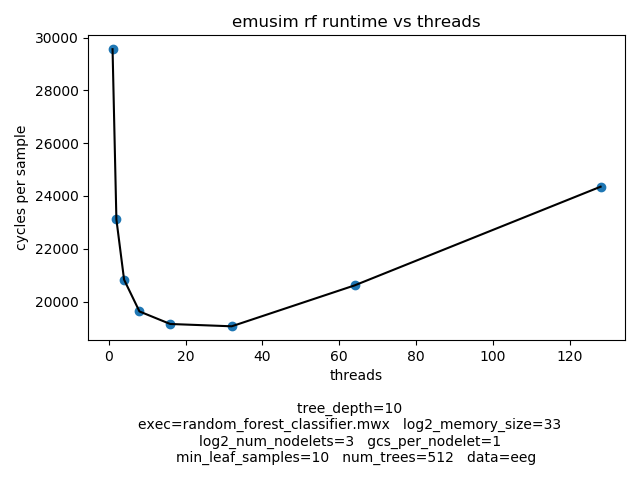 emusim rf runtime vs threads
30000
28000
26000
24000
22000
20000
cycles per sample
0 20 40 60 80 100 120
threads
tree_depth=10
exec=random_forest_classifier.mwx log2_memory_size=33
log2_num_nodelets=3 gcs_per_nodelet=1
min_leaf_samples=10 num_trees=512 data=eeg